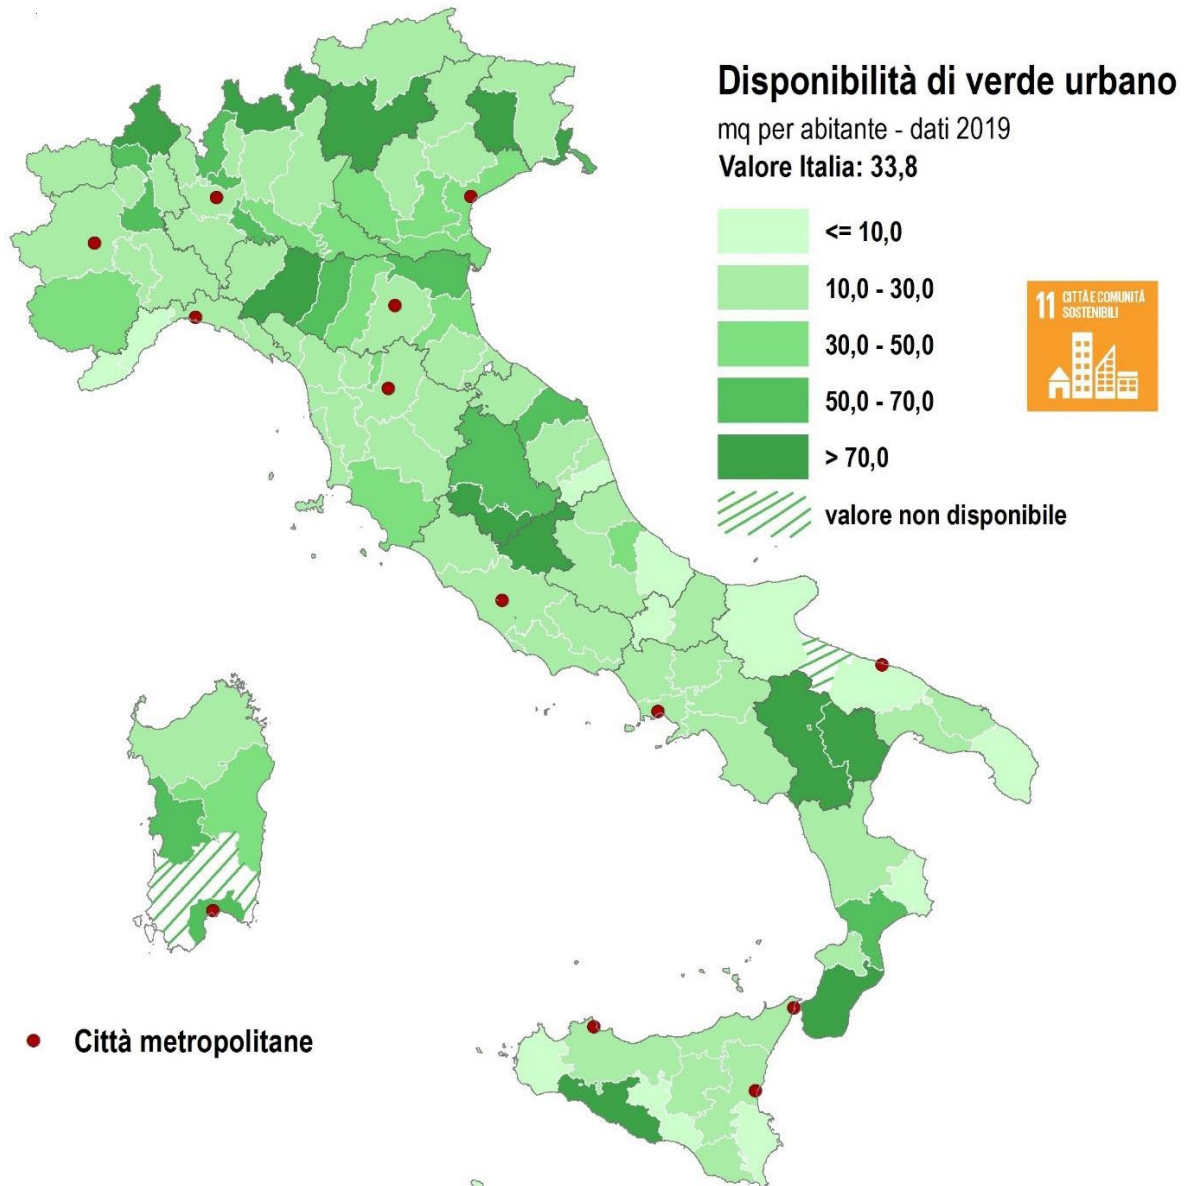 Disponibilità di verde urbano
mq per abitante - dati 2019
Valore Italia: 33,8
<= 10,0
10,0 - 30,0
30,0 - 50,0
50,0 - 70,0
> 70,0
valore non disponibile
11 CITTÀ E COMUNITÀ
SOSTENIBILI
Città metropolitane